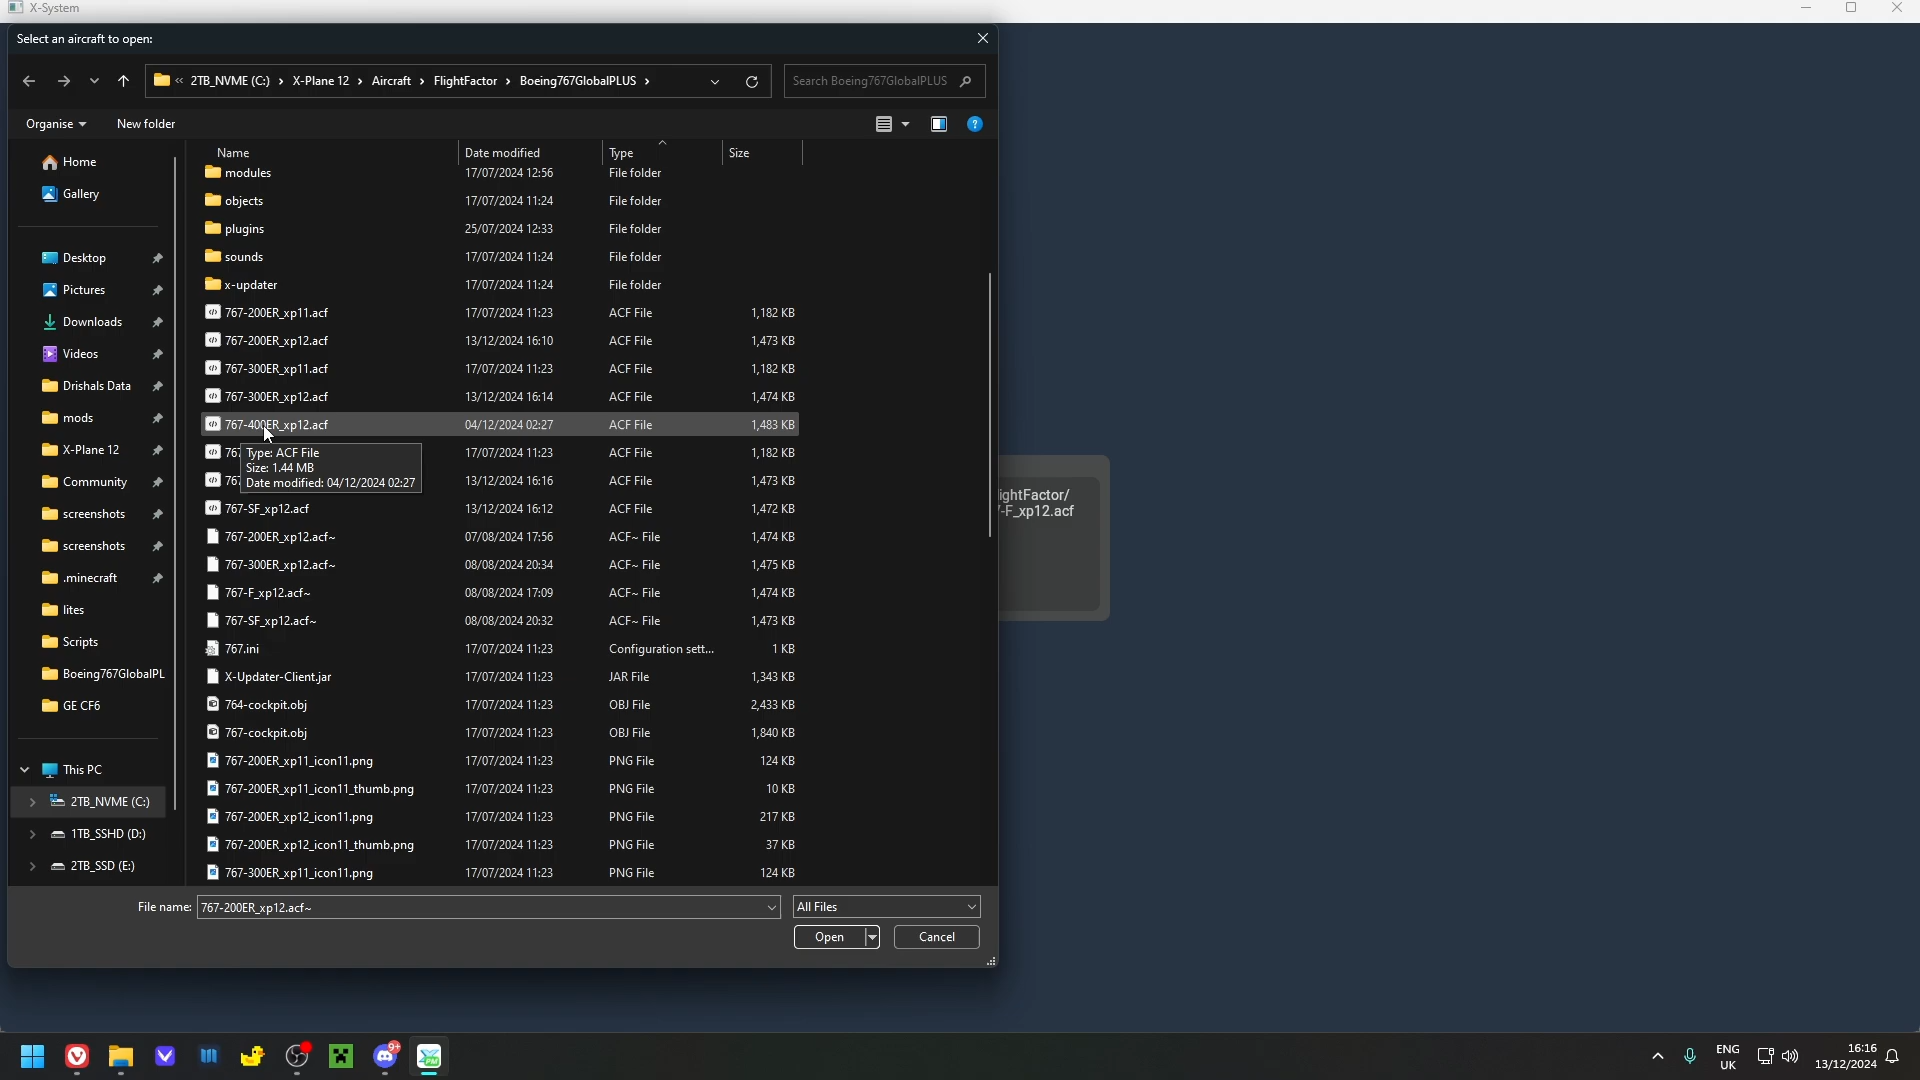 X-System
Select an aircraft to open:
« 2TB_NVME (C:) › X-Plane 12 › Aircraft › FlightFactor › Boeing767GlobalPLUS ›
Search Boeing767GlobalPLUS
Organise
New folder
Home
Gallery
Desktop
Pictures
Downloads
Videos
Drishals Data
mods
X-Plane 12
Community
screenshots
screenshots
.minecraft
lites
Scripts
Boeing767GlobalPL
GE CF6
This PC
2TB_NVME (C:)
1TB_SSHD (D:)
2TB_SSD (E:)
Name Date modified Type Size
modules 17/07/2024 12:56 File folder
objects 17/07/2024 11:24 File folder
plugins 25/07/2024 12:33 File folder
sounds 17/07/2024 11:24 File folder
x-updater 17/07/2024 11:24 File folder
767-200ER_xp11.acf 17/07/2024 11:23 ACF File 1,182 KB
767-200ER_xp12.acf 13/12/2024 16:10 ACF File 1,473 KB
767-300ER_xp11.acf 17/07/2024 11:23 ACF File 1,182 KB
767-300ER_xp12.acf 13/12/2024 16:14 ACF File 1,474 KB
767-400ER_xp12.acf 04/12/2024 02:27 ACF File 1,483 KB
767 17/07/2024 11:23 ACF File 1,182 KB
767 13/12/2024 16:16 ACF File 1,473 KB
Type: ACF File
Size: 1.44 MB
Date modified: 04/12/2024 02:27
767-SF_xp12.acf 13/12/2024 16:12 ACF File 1,472 KB
767-200ER_xp12.acf~ 07/08/2024 17:56 ACF~ File 1,474 KB
767-300ER_xp12.acf~ 08/08/2024 20:34 ACF~ File 1,475 KB
767-F_xp12.acf~ 08/08/2024 17:09 ACF~ File 1,474 KB
767-SF_xp12.acf~ 08/08/2024 20:32 ACF~ File 1,473 KB
767.ini 17/07/2024 11:23 Configuration sett... 1 KB
X-Updater-Client.jar 17/07/2024 11:23 JAR File 1,343 KB
764-cockpit.obj 17/07/2024 11:23 OBJ File 2,433 KB
767-cockpit.obj 17/07/2024 11:23 OBJ File 1,840 KB
767-200ER_xp11_icon11.png 17/07/2024 11:23 PNG File 124 KB
767-200ER_xp11_icon11_thumb.png 17/07/2024 11:23 PNG File 10 KB
767-200ER_xp12_icon11.png 17/07/2024 11:23 PNG File 217 KB
767-200ER_xp12_icon11_thumb.png 17/07/2024 11:23 PNG File 37 KB
767-300ER_xp11_icon11.png 17/07/2024 11:23 PNG File 124 KB
ightFactor/
7-F_xp12.acf
File name: 767-200ER_xp12.acf~
All Files
Open
Cancel
9+
ENG
UK
16:16
13/12/2024